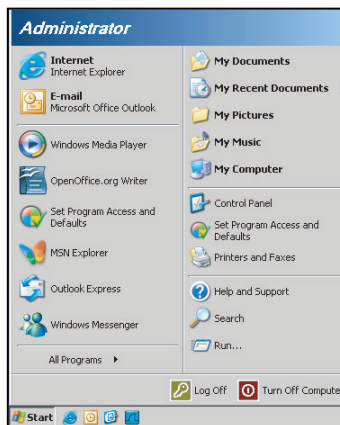 Administrator
Internet
Internet Explorer
E-mail
Microsoft Office Outlook
Windows Media Player
OpenOffice.org Writer
Set Program Access and
Defaults
MSN Explorer
Outlook Express
Windows Messenger
All Programs
My Documents
My Recent Documents
My Pictures
My Music
My Computer
Control Panel
Set Program Access and
Defaults
Printers and Faxes
Help and Support
Search
Run...
Log Off
Turn Off Compute
Start